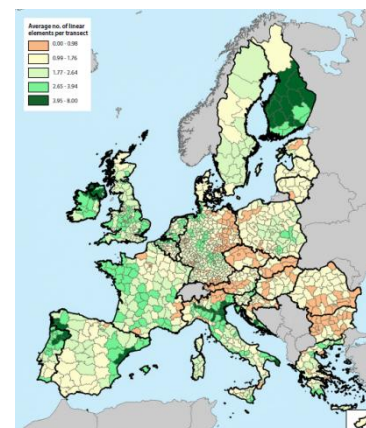 Average no. of linear
elements per transect
0.00 - 0.98
0.99 - 1.76
1.77 - 2.64
2.65 - 3.94
3.95 - 8.00